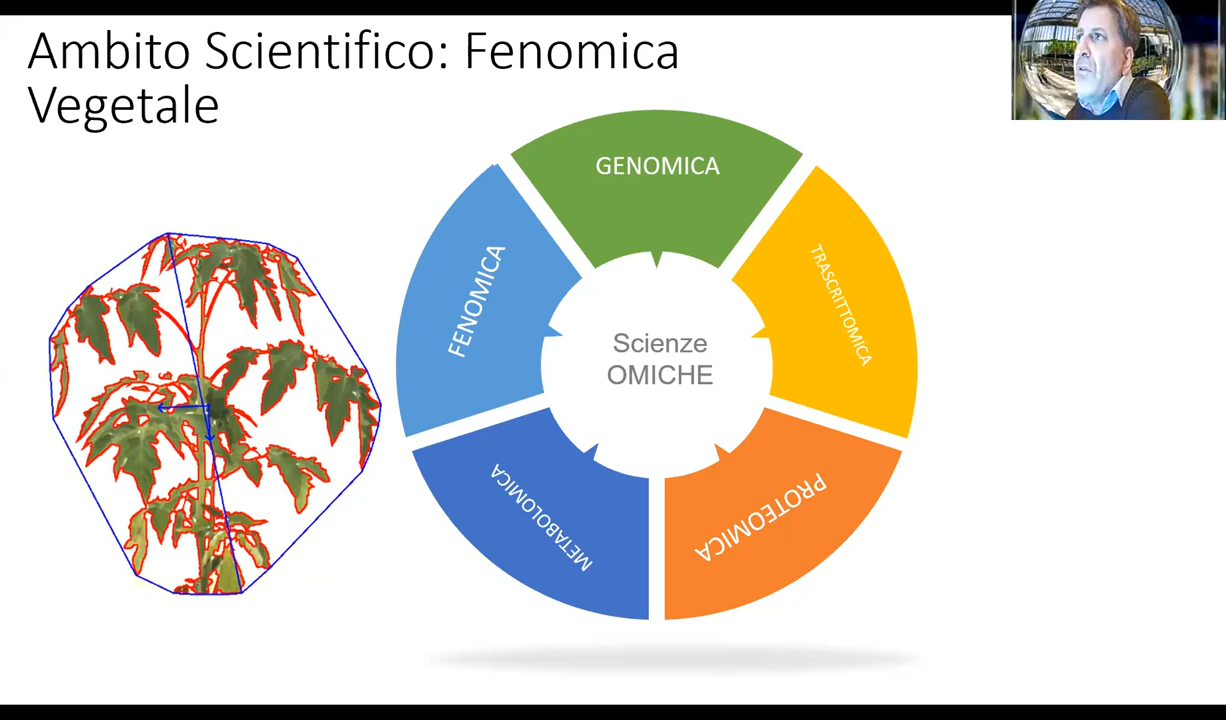 Ambito Scientifico: Fenomica
Vegetale
GENOMICA
TRASCRITTOMICA
PROTEOMICA
METABOLOMICA
FENOMICA
Scienze
OMICHE